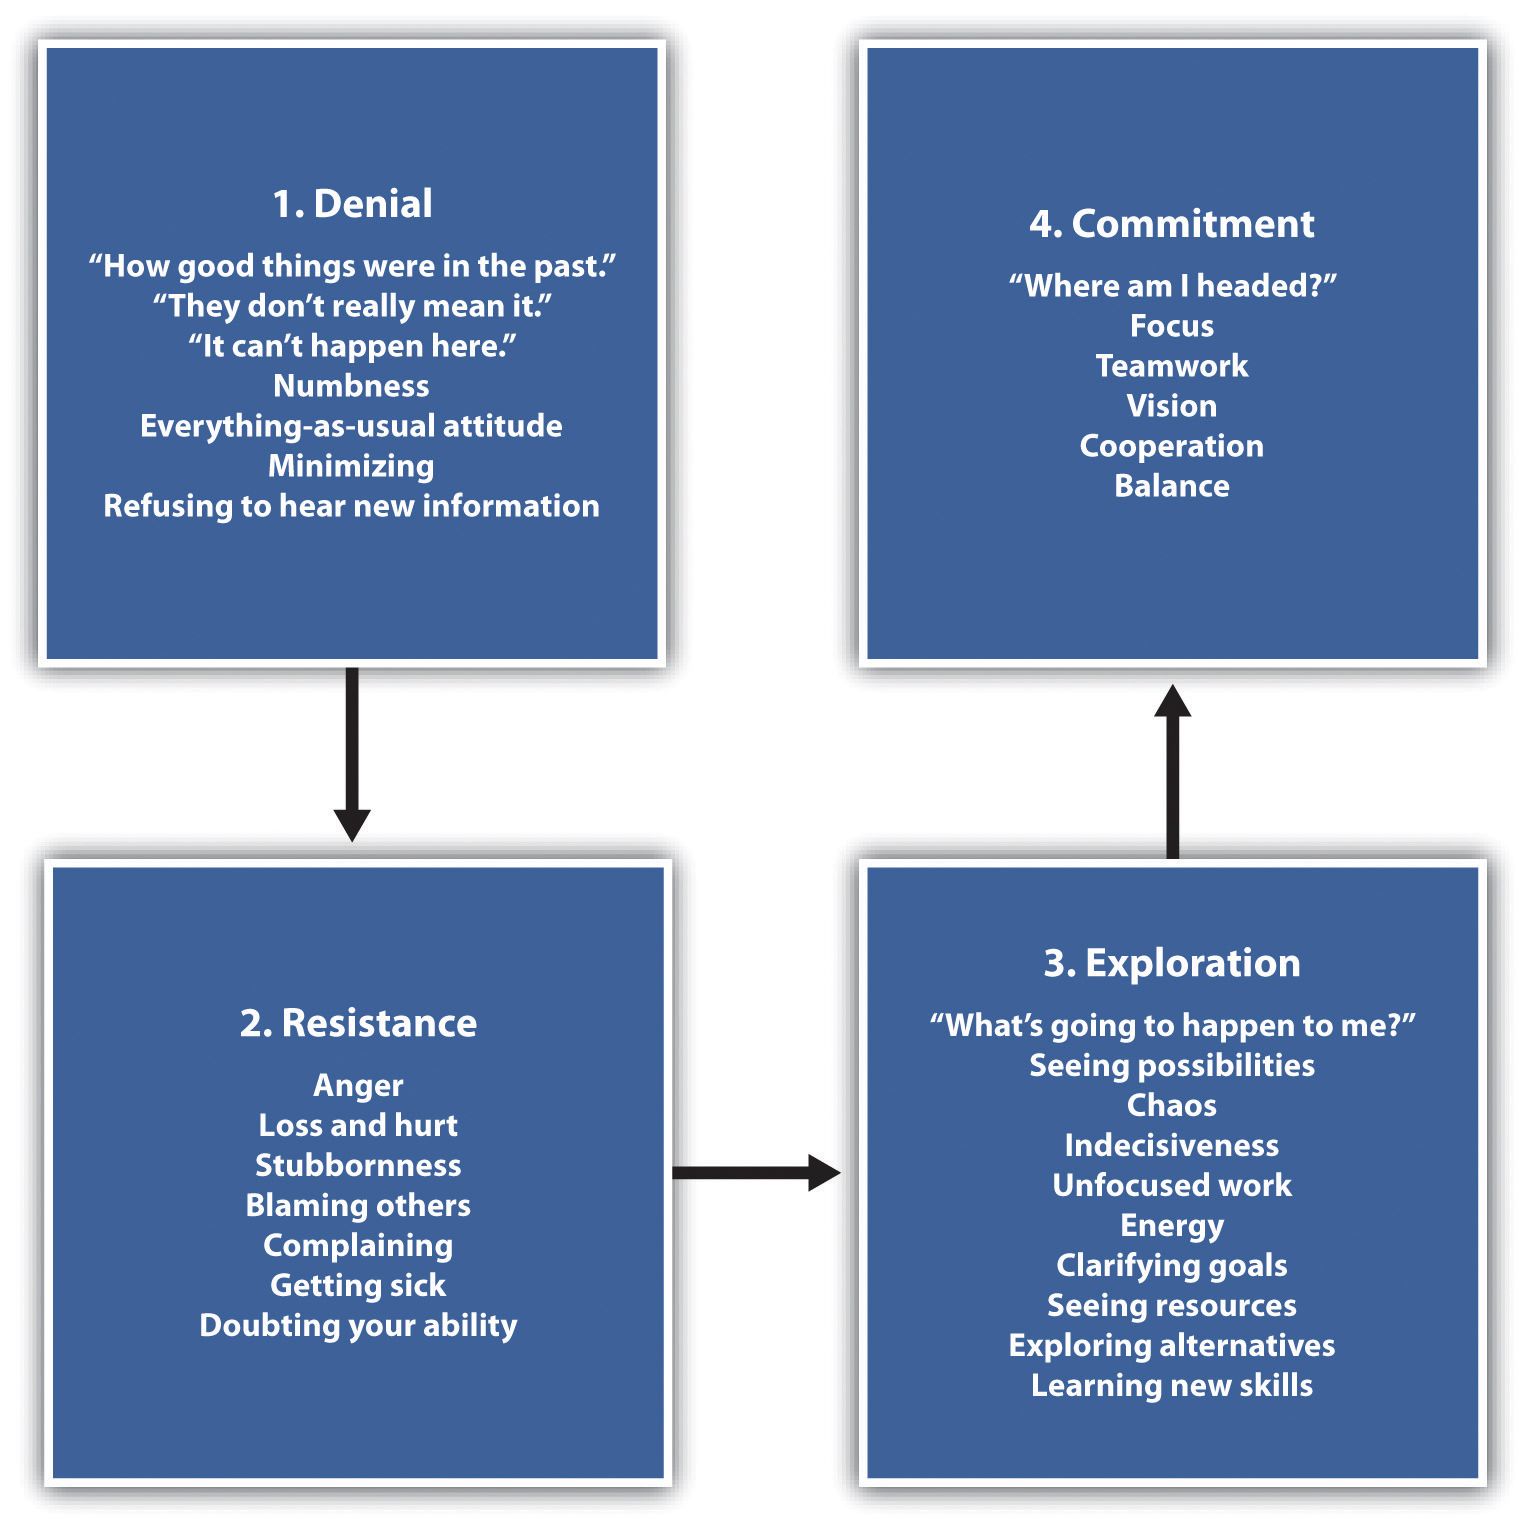 1. Denial
“How good things were in the past.”
“They don’t really mean it.”
“It can’t happen here.”
Numbness
Everything-as-usual attitude
Minimizing
Refusing to hear new information
2. Resistance
Anger
Loss and hurt
Stubbornness
Blaming others
Complaining
Getting sick
Doubting your ability
3. Exploration
“What’s going to happen to me?”
Seeing possibilities
Chaos
Indecisiveness
Unfocused work
Energy
Clarifying goals
Seeing resources
Exploring alternatives
Learning new skills
4. Commitment
“Where am I headed?”
Focus
Teamwork
Vision
Cooperation
Balance